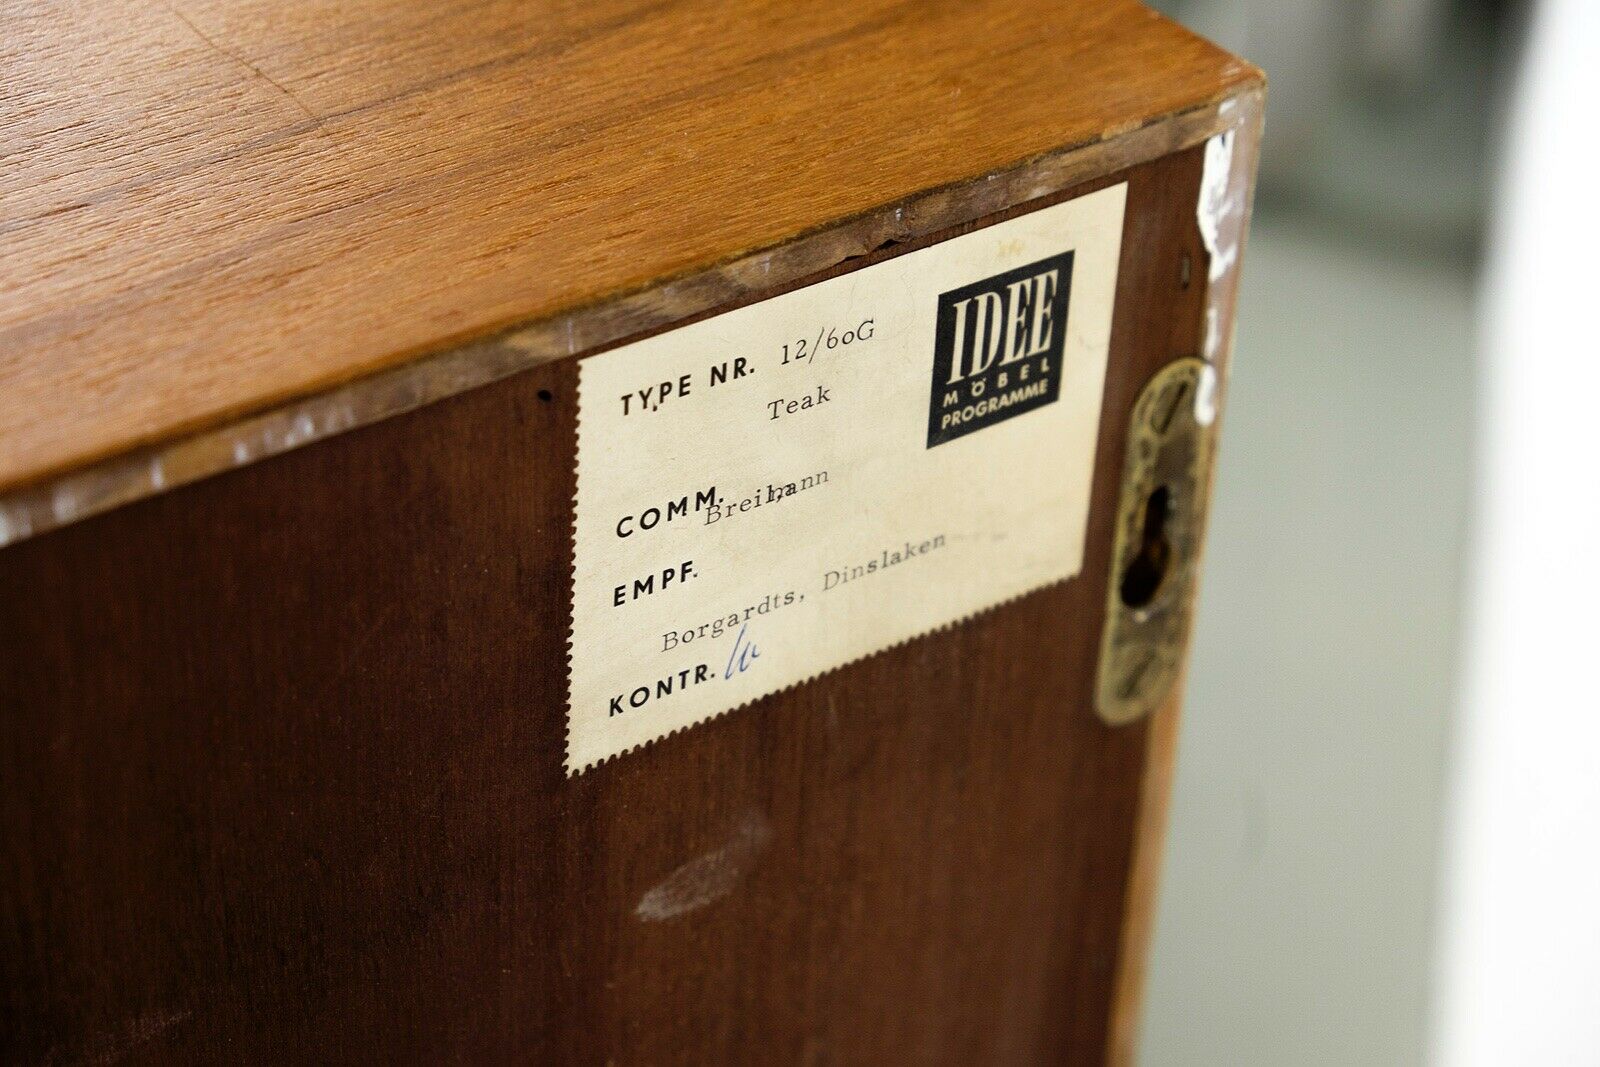 IDEE
MÖBEL
PROGRAMME
TYPE NR. 12/60G
Teak
COMM.
EMPF.
Borgardts, Dinslaken
KONTR.